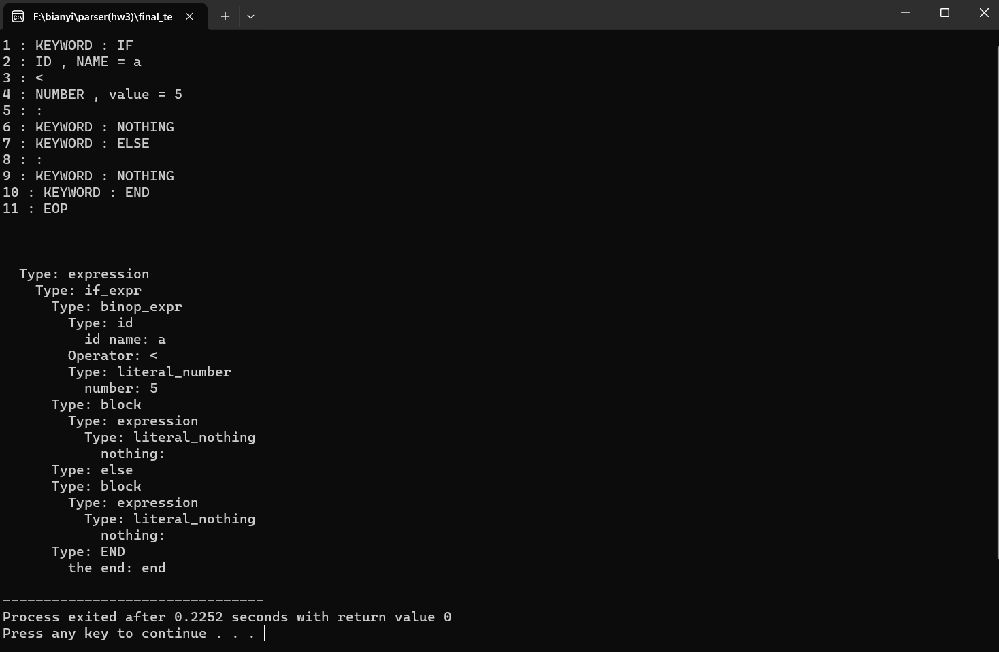 F:\bianyi\parser(hw3)\final_te
1 : KEYWORD : IF
2 : ID , NAME = a
3 : <
4 : NUMBER , value = 5
5 : :
6 : KEYWORD : NOTHING
7 : KEYWORD : ELSE
8 : :
9 : KEYWORD : NOTHING
10 : KEYWORD : END
11 : EOP
Type: expression
Type: if_expr
Type: binop_expr
Type: id
id name: a
Operator: <
Type: literal_number
number: 5
Type: block
Type: expression
Type: literal_nothing
nothing:
Type: else
Type: block
Type: expression
Type: literal_nothing
nothing:
Type: END
the end: end
--------------------------------
Process exited after 0.2252 seconds with return value 0
Press any key to continue . . .